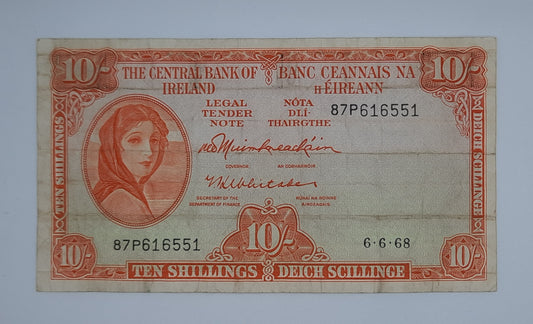 10/- THE CENTRAL BANK OF IRELAND BANC CEANNAIS NA hÉIREANN 10/-
LEGAL TENDER NOTE
NÓTA DLÍ-THAIRGTHE
87P616551
GOVERNOR. AN GOBHARNÓIR.
T.K. Whitaker
SECRETARY OF THE DEPARTMENT OF FINANCE
RÚNAÍ NA ROINNE AIRGEADAIS.
TEN SHILLINGS
DEICH SCILLINGE
87P616551
10/-
6·6·68
10/- TEN SHILLINGS DEICH SCILLINGE 10/-